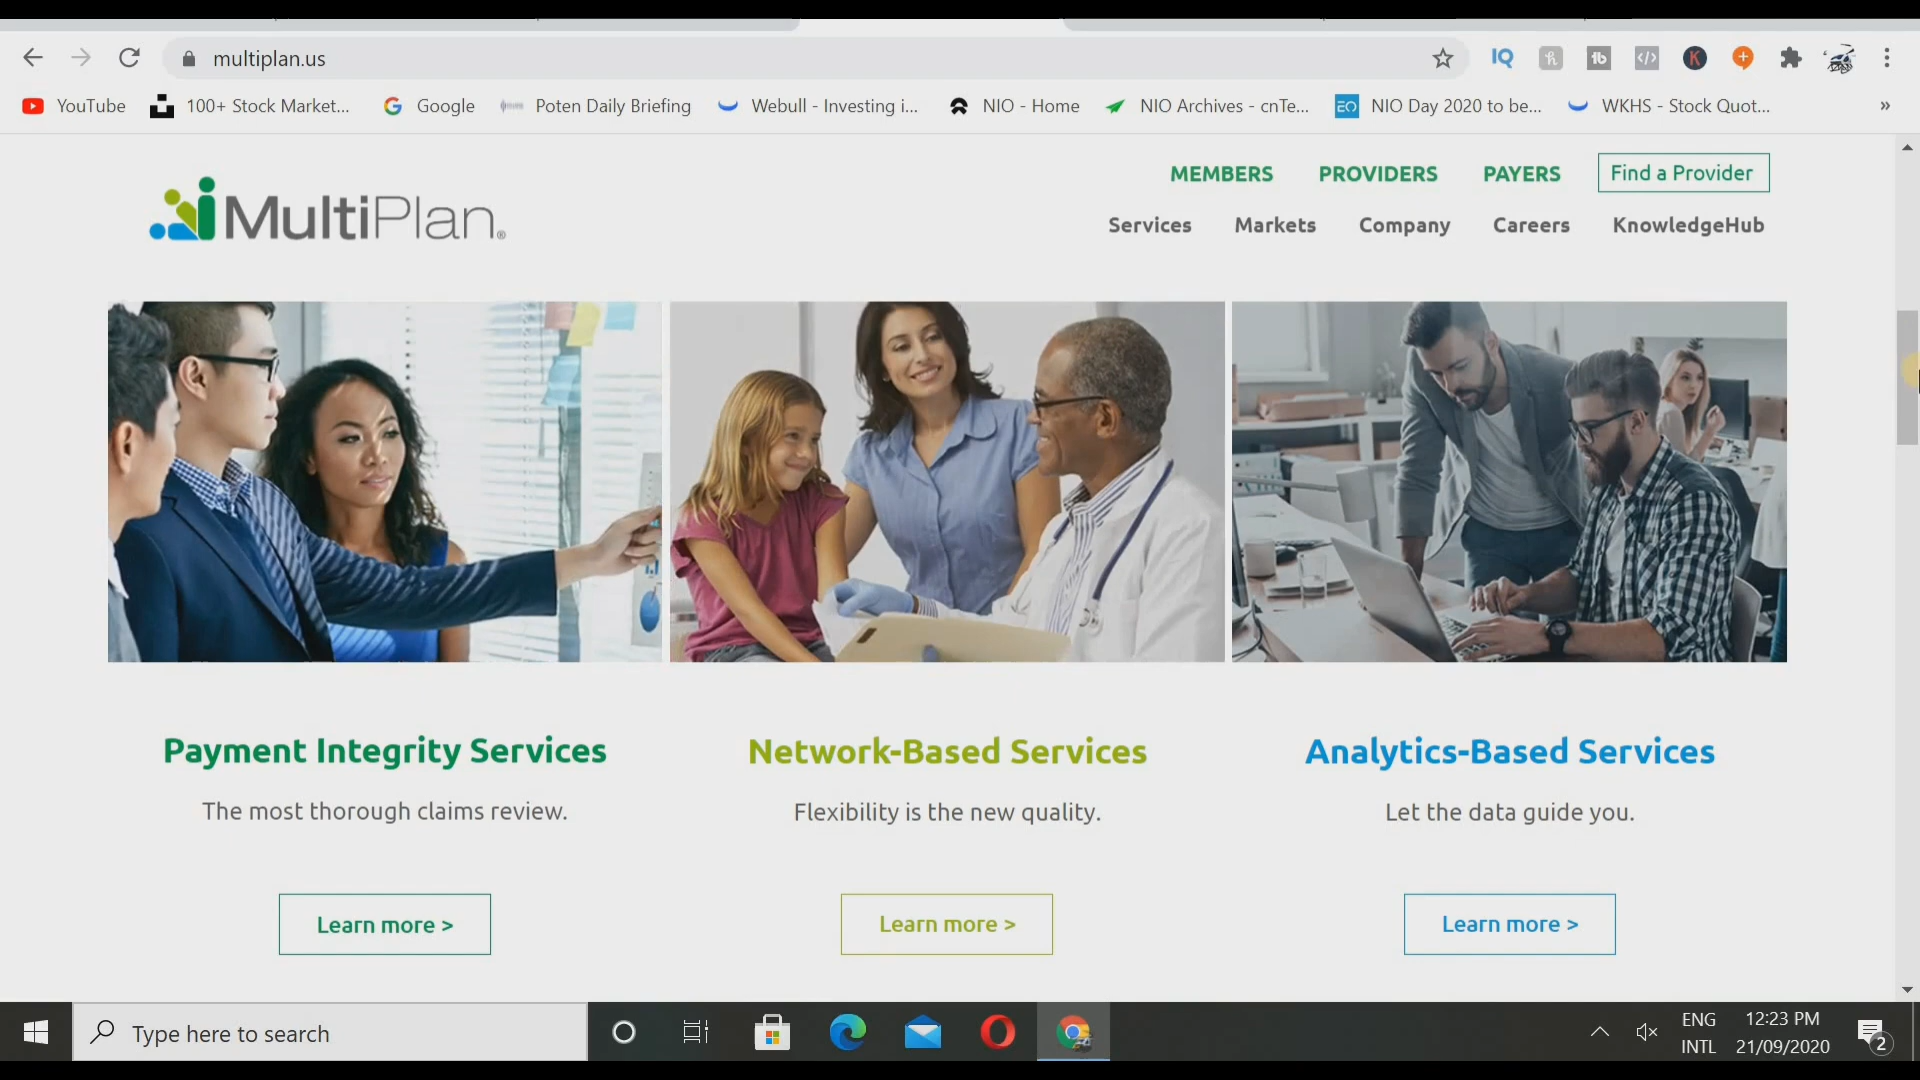 multiplan.us
IQ
tb
</>
K
YouTube
100+ Stock Market...
Google
Poten Daily Briefing
Webull - Investing i...
NIO - Home
NIO Archives - cnTe...
EO
NIO Day 2020 to be...
WKHS - Stock Quot...
»
MEMBERS
PROVIDERS
PAYERS
Find a Provider
MultiPlan®
Services
Markets
Company
Careers
KnowledgeHub
Payment Integrity Services
Network-Based Services
Analytics-Based Services
The most thorough claims review.
Flexibility is the new quality.
Let the data guide you.
Learn more >
Learn more >
Learn more >
Type here to search
ENG
INTL
12:23 PM
21/09/2020
2